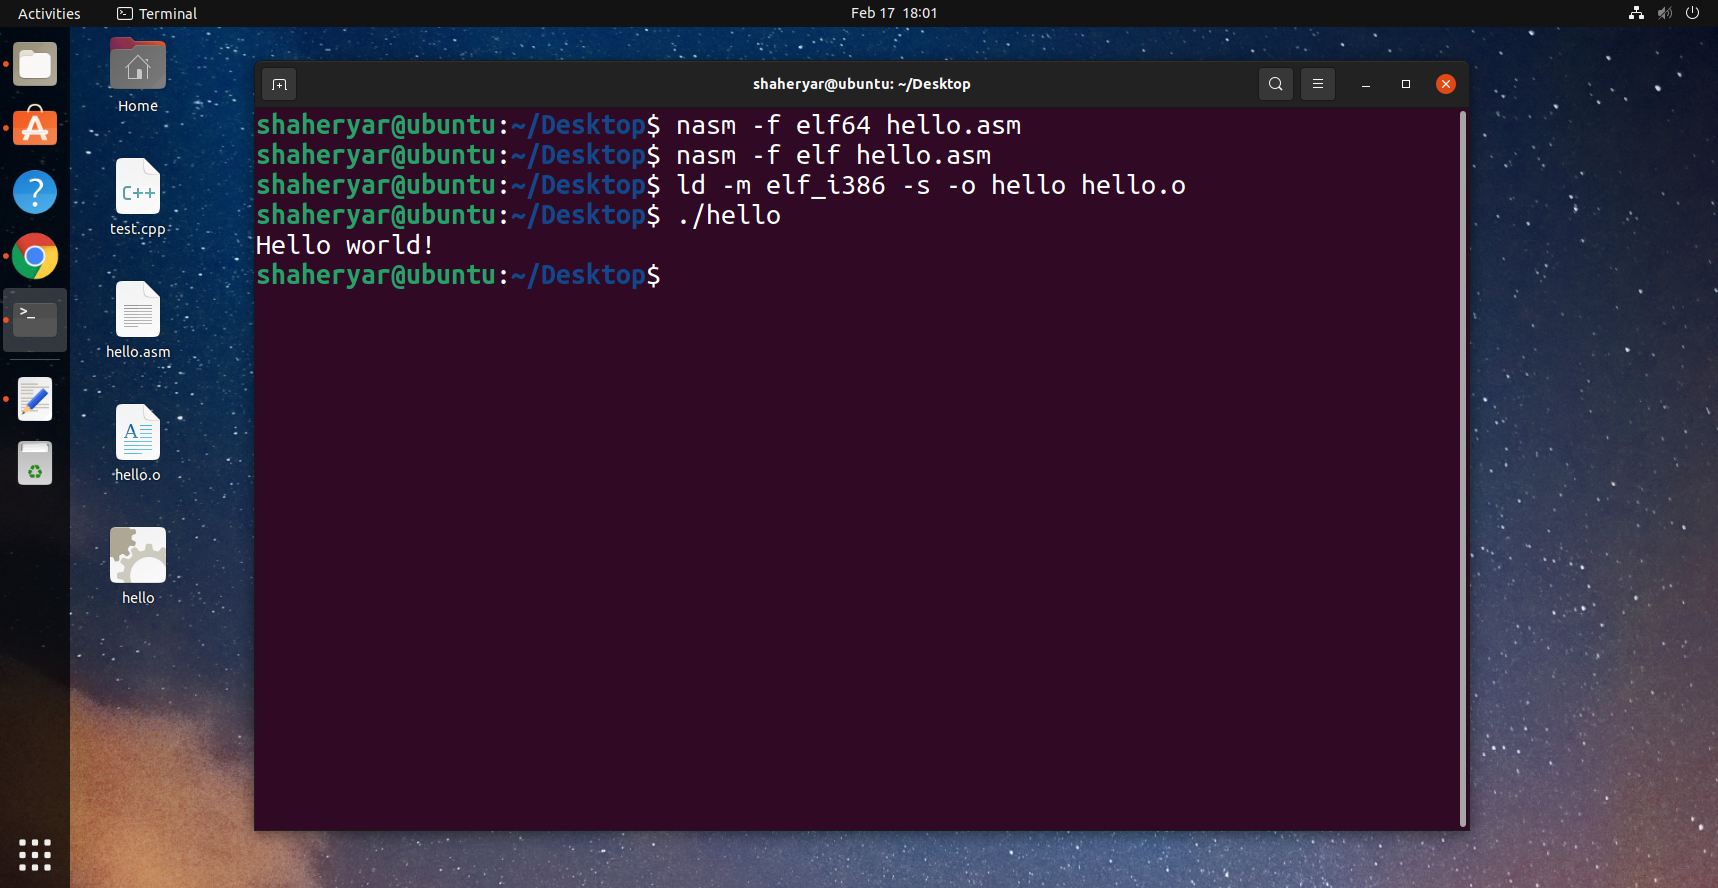 Activities
Terminal
Feb 17 18:01
Home
C++
test.cpp
hello.asm
A
hello.o
hello
?
>_
shaheryar@ubuntu: ~/Desktop
shaheryar@ubuntu:~/Desktop$ nasm -f elf64 hello.asm
shaheryar@ubuntu:~/Desktop$ nasm -f elf hello.asm
shaheryar@ubuntu:~/Desktop$ ld -m elf_i386 -s -o hello hello.o
shaheryar@ubuntu:~/Desktop$ ./hello
Hello world!
shaheryar@ubuntu:~/Desktop$